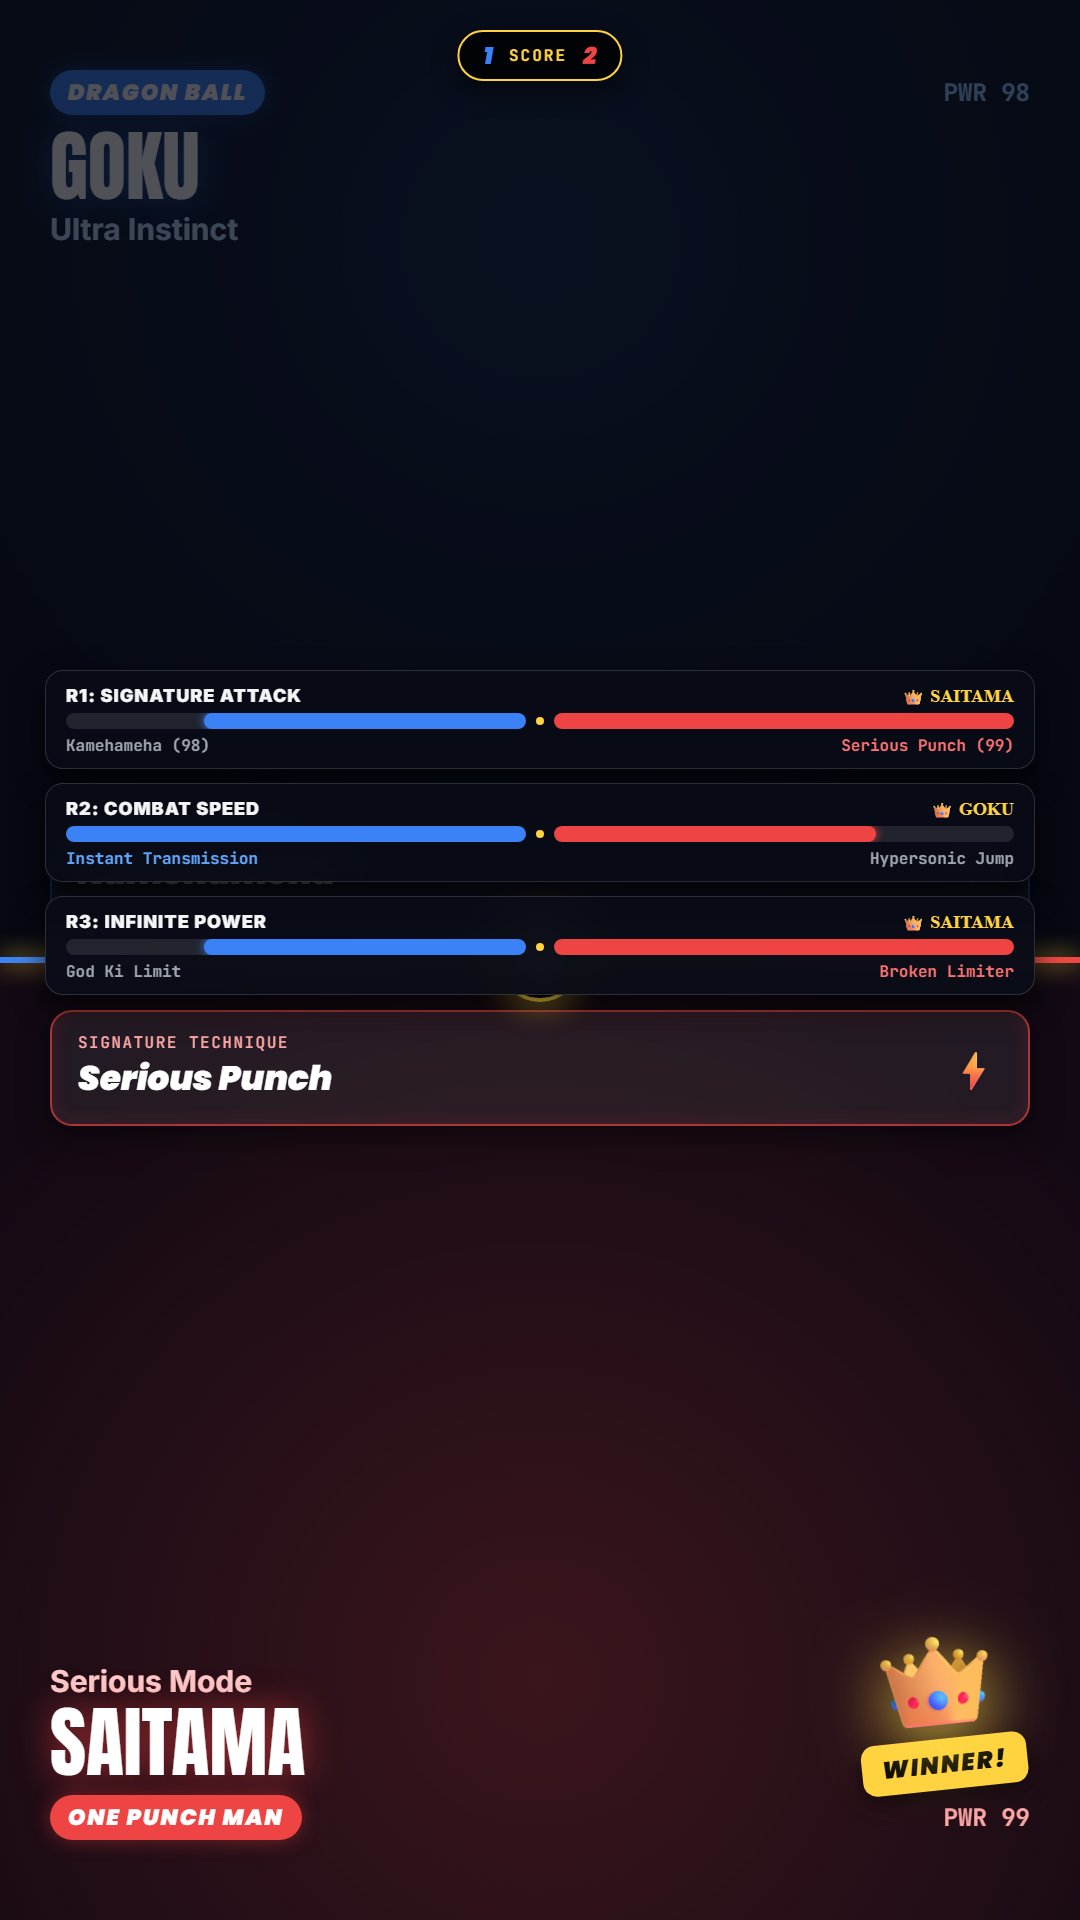 1 SCORE 2
DRAGON BALL
PWR 98
GOKU
Ultra Instinct
R1: SIGNATURE ATTACK
SAITAMA
Kamehameha (98)
Serious Punch (99)
R2: COMBAT SPEED
GOKU
Instant Transmission
Hypersonic Jump
R3: INFINITE POWER
SAITAMA
God Ki Limit
Broken Limiter
SIGNATURE TECHNIQUE
Serious Punch
Serious Mode
SAITAMA
WINNER!
ONE PUNCH MAN
PWR 99